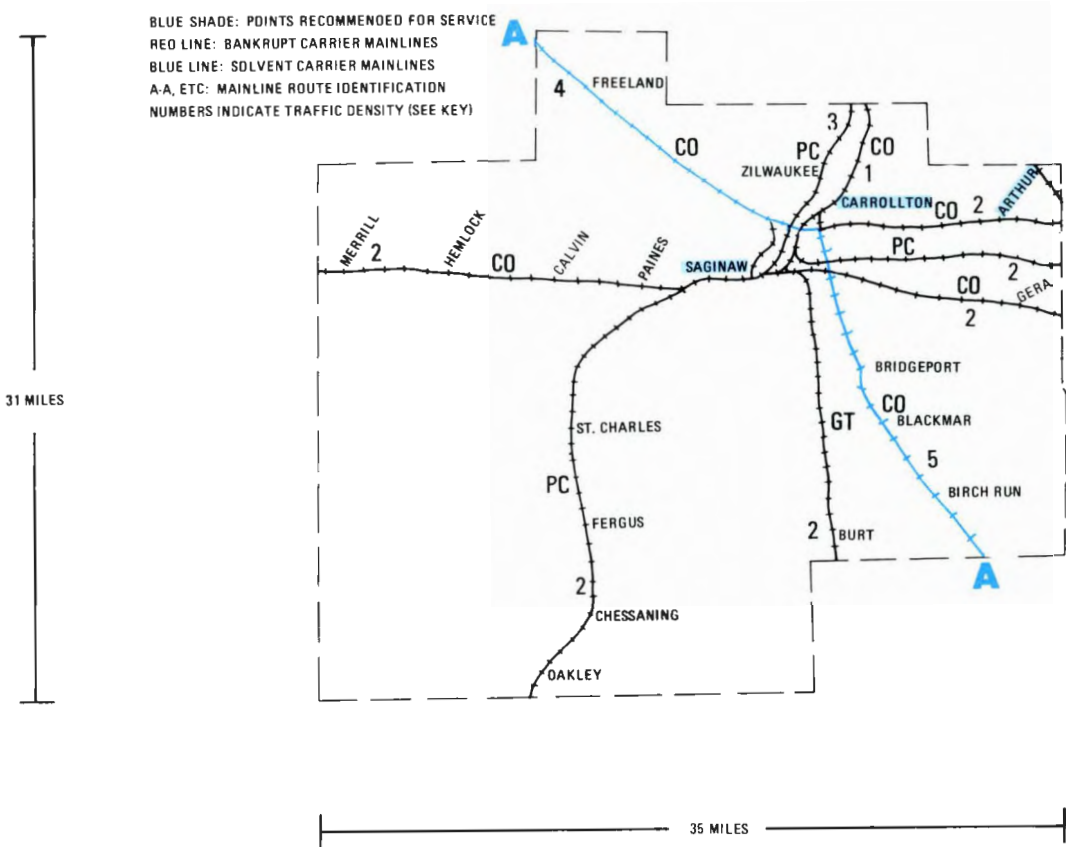 BLUE SHADE: POINTS RECOMMENDED FOR SERVICE
RED LINE: BANKRUPT CARRIER MAINLINES
BLUE LINE: SOLVENT CARRIER MAINLINES
A-A, ETC: MAINLINE ROUTE IDENTIFICATION
NUMBERS INDICATE TRAFFIC DENSITY (SEE KEY)
A
4
FREELAND
CO
3
PC
CO
ZILWAUKEE
1
CARROLLTON
CO
2
ARTHUR
MERRILL
2
HEMLOCK
CO
CALVIN
PAINES
SAGINAW
PC
2
CO
GERA
2
31 MILES
BRIDGEPORT
CO
BLACKMAR
GT
ST. CHARLES
5
PC
BIRCH RUN
FERGUS
2
BURT
2
A
CHESSANING
OAKLEY
35 MILES